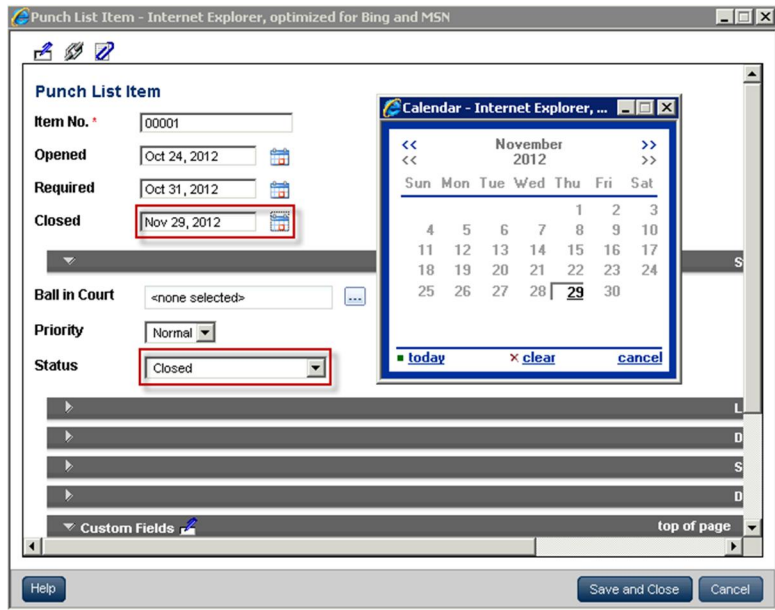 Punch List Item - Internet Explorer, optimized for Bing and MSN
Punch List Item
Item No. *
00001
Opened
Oct 24, 2012
Required
Oct 31, 2012
Closed
Nov 29, 2012
S
Ball in Court
<none selected>
...
Priority
Normal
Status
Closed
L
D
S
D
Custom Fields
top of page
Help
Save and Close
Cancel
Calendar - Internet Explorer, ...
<< November >>
<< 2012 >>
Sun Mon Tue Wed Thu Fri Sat
1 2 3
4 5 6 7 8 9 10
11 12 13 14 15 16 17
18 19 20 21 22 23 24
25 26 27 28 29 30
today
clear
cancel